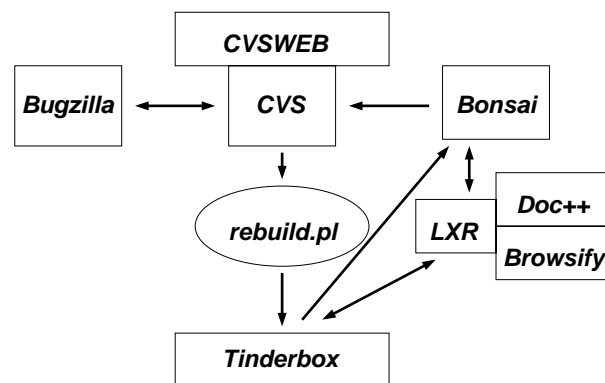 CVSWEB
Bugzilla
CVS
Bonsai
rebuild.pl
LXR
Doc++
Browsify
Tinderbox